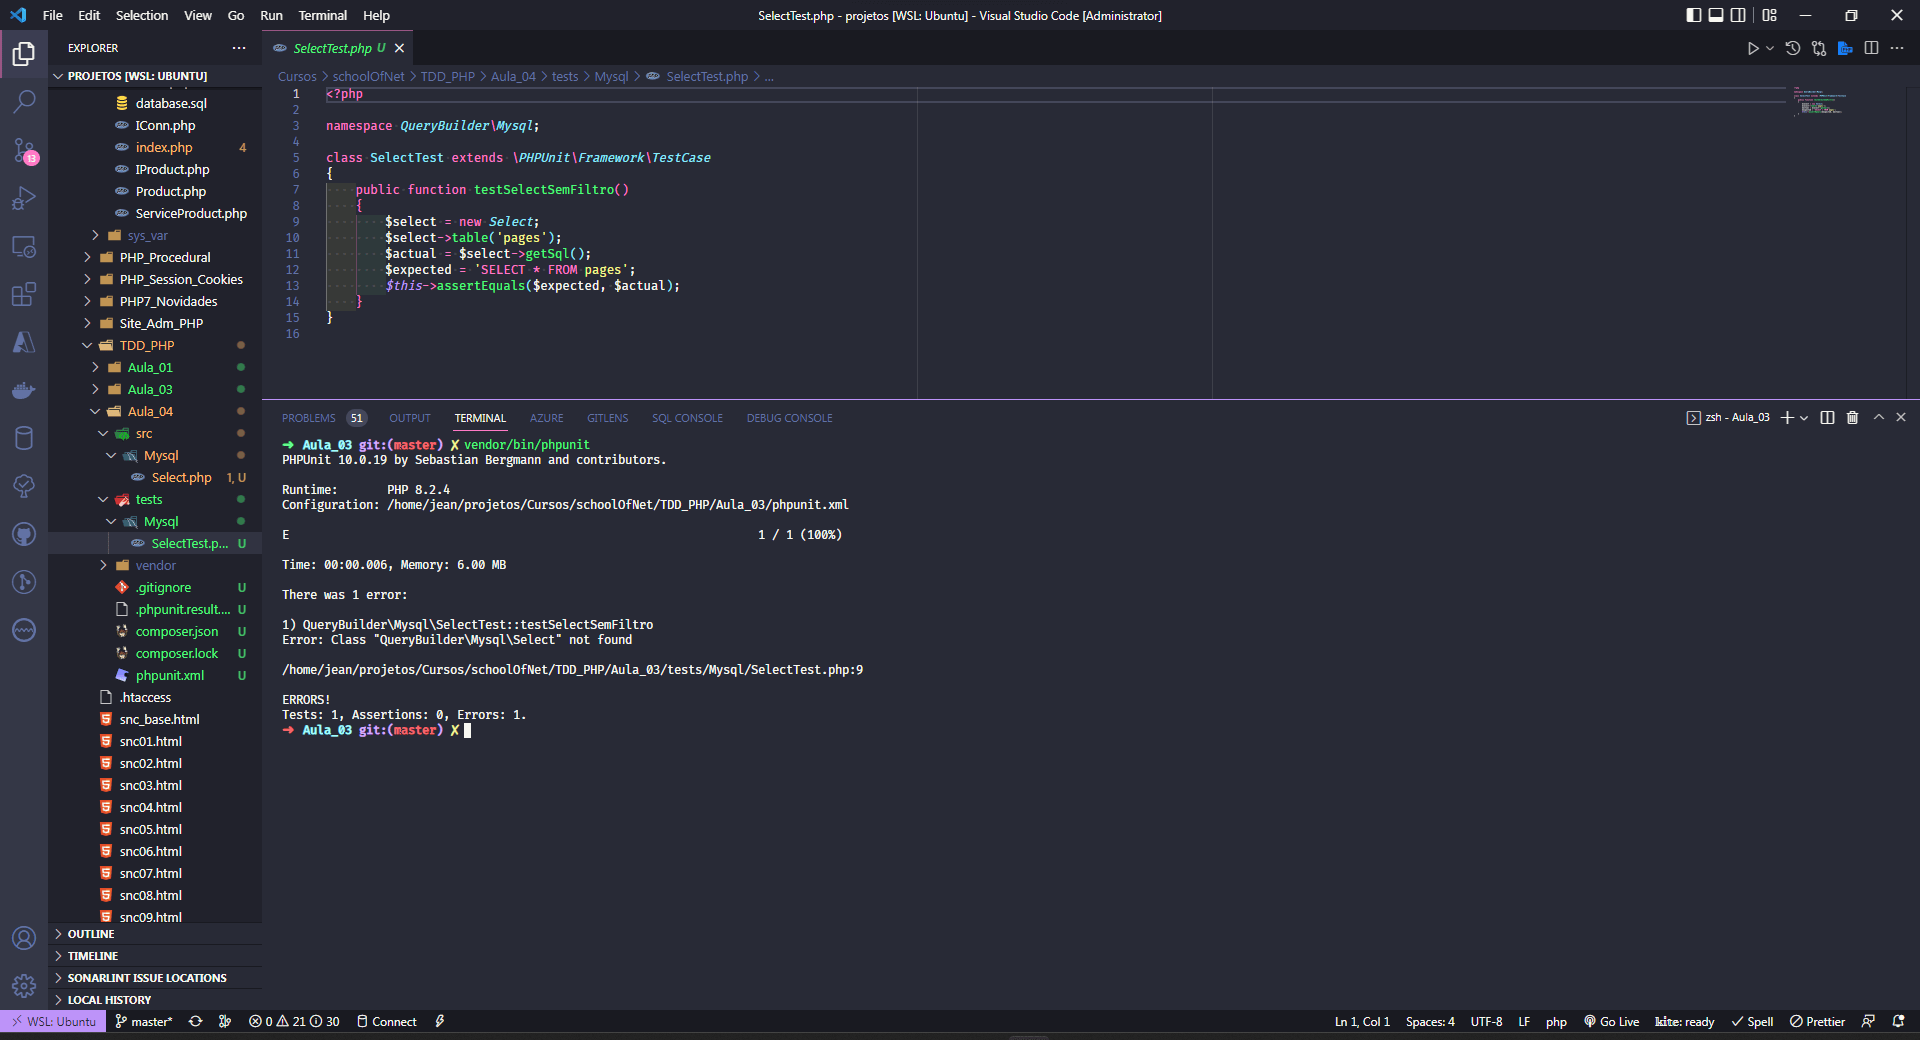 File Edit Selection View Go Run Terminal Help
SelectTest.php - projetos [WSL: Ubuntu] - Visual Studio Code [Administrator]
EXPLORER
PROJETOS [WSL: UBUNTU]
database.sql
IConn.php
index.php 4
IProduct.php
Product.php
ServiceProduct.php
sys_var
PHP_Procedural
PHP_Session_Cookies
PHP7_Novidades
Site_Adm_PHP
TDD_PHP
Aula_01
Aula_03
Aula_04
src
Mysql
Select.php 1, U
tests
Mysql
SelectTest.p... U
vendor
.gitignore U
.phpunit.result.... U
composer.json U
composer.lock U
phpunit.xml U
.htaccess
snc_base.html
snc01.html
snc02.html
snc03.html
snc04.html
snc05.html
snc06.html
snc07.html
snc08.html
snc09.html
OUTLINE
TIMELINE
SONARLINT ISSUE LOCATIONS
LOCAL HISTORY
13
SelectTest.php U
Cursos > schoolOfNet > TDD_PHP > Aula_04 > tests > Mysql > SelectTest.php > ...
1 <?php
2
3 namespace QueryBuilder\Mysql;
4
5 class SelectTest extends \PHPUnit\Framework\TestCase
6 {
7 public function testSelectSemFiltro()
8 {
9 $select = new Select;
10 $select->table('pages');
11 $actual = $select->getSql();
12 $expected = 'SELECT * FROM pages';
13 $this->assertEquals($expected, $actual);
14 }
15 }
16
PROBLEMS 51 OUTPUT TERMINAL AZURE GITLENS SQL CONSOLE DEBUG CONSOLE
zsh - Aula_03
➜ Aula_03 git:(master) ✗ vendor/bin/phpunit
PHPUnit 10.0.19 by Sebastian Bergmann and contributors.
Runtime: PHP 8.2.4
Configuration: /home/jean/projetos/Cursos/schoolOfNet/TDD_PHP/Aula_03/phpunit.xml
E 1 / 1 (100%)
Time: 00:00.006, Memory: 6.00 MB
There was 1 error:
1) QueryBuilder\Mysql\SelectTest::testSelectSemFiltro
Error: Class "QueryBuilder\Mysql\Select" not found
/home/jean/projetos/Cursos/schoolOfNet/TDD_PHP/Aula_03/tests/Mysql/SelectTest.php:9
ERRORS!
Tests: 1, Assertions: 0, Errors: 1.
➜ Aula_03 git:(master) ✗
WSL: Ubuntu master* 0 21 30 Connect
Ln 1, Col 1 Spaces: 4 UTF-8 LF php Go Live kite: ready Spell Prettier